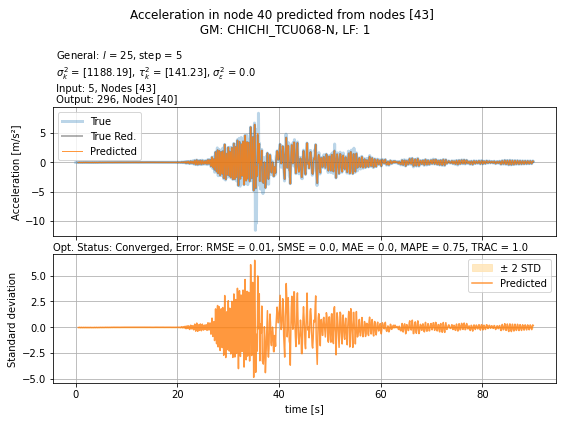 Acceleration in node 40 predicted from nodes [43]
GM: CHICHI_TCU068-N, LF: 1
General: l = 25, step = 5
σ²ₖ = [1188.19], τ²ₖ = [141.23], σ²ε = 0.0
Input: 5, Nodes [43]
Output: 296, Nodes [40]
True
True Red.
Predicted
Acceleration [m/s²]
5
0
−5
−10
Opt. Status: Converged, Error: RMSE = 0.01, SMSE = 0.0, MAE = 0.0, MAPE = 0.75, TRAC = 1.0
± 2 STD
Predicted
Standard deviation
5.0
2.5
0.0
−2.5
−5.0
0 20 40 60 80
time [s]